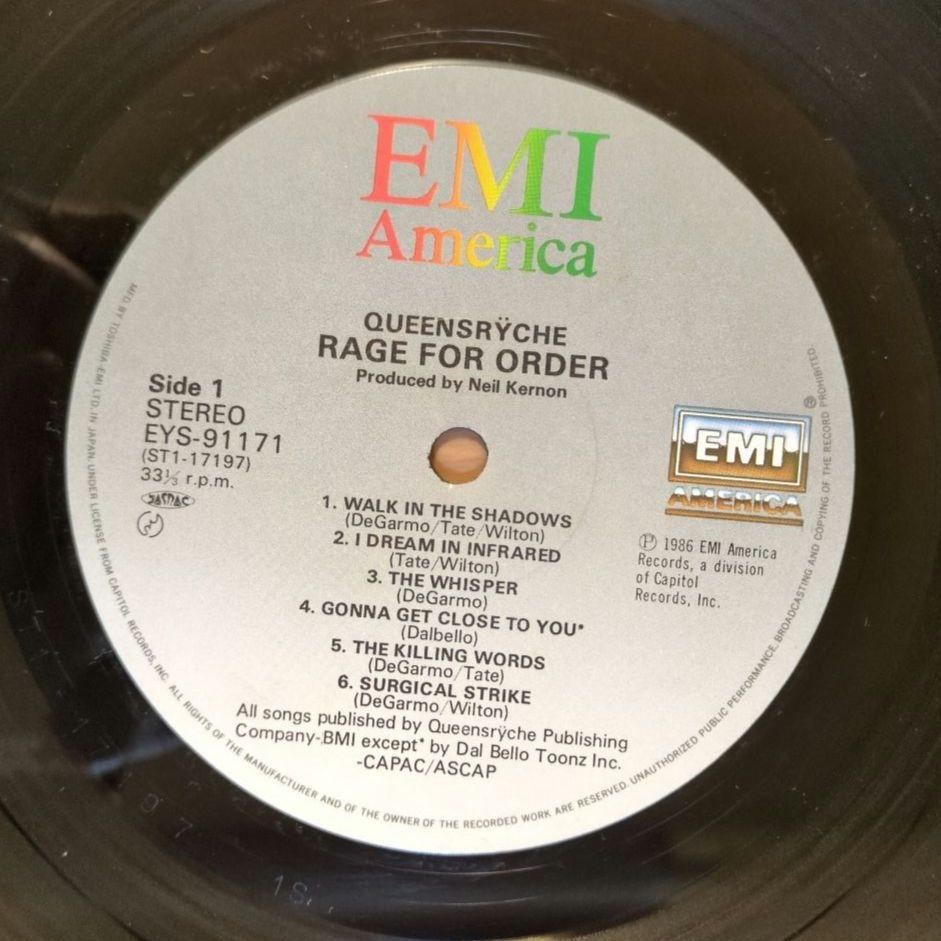 EMI
America
QUEENSRŸCHE
RAGE FOR ORDER
Produced by Neil Kernon
Side 1
STEREO
EYS-91171
(ST1-17197)
33⅓ r.p.m.
JASRAC
EMI
AMERICA
Ⓟ 1986 EMI America
Records, a division
of Capitol
Records, Inc.
1. WALK IN THE SHADOWS
(DeGarmo/Tate/Wilton)
2. I DREAM IN INFRARED
(Tate/Wilton)
3. THE WHISPER
(DeGarmo)
4. GONNA GET CLOSE TO YOU*
(Dalbello)
5. THE KILLING WORDS
(DeGarmo/Tate)
6. SURGICAL STRIKE
(DeGarmo/Wilton)
All songs published by Queensrÿche Publishing
Company-BMI except* by Dal Bello Toonz Inc.
-CAPAC/ASCAP
MFD. BY TOSHIBA-EMI LTD. IN JAPAN, UNDER LICENSE FROM CAPITOL RECORDS, INC. ALL RIGHTS OF THE MANUFACTURER AND OF THE OWNER OF THE RECORDED WORK ARE RESERVED. UNAUTHORIZED PUBLIC PERFORMANCE, BROADCASTING AND COPYING OF THE RECORD PROHIBITED. Ⓡ
1S